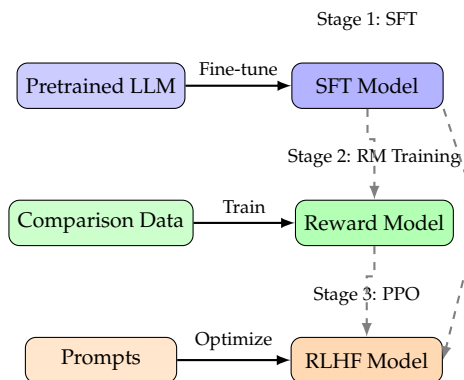 Stage 1: SFT
Fine-tune
Pretrained LLM
SFT Model
Stage 2: RM Training
Train
Comparison Data
Reward Model
Stage 3: PPO
Optimize
Prompts
RLHF Model